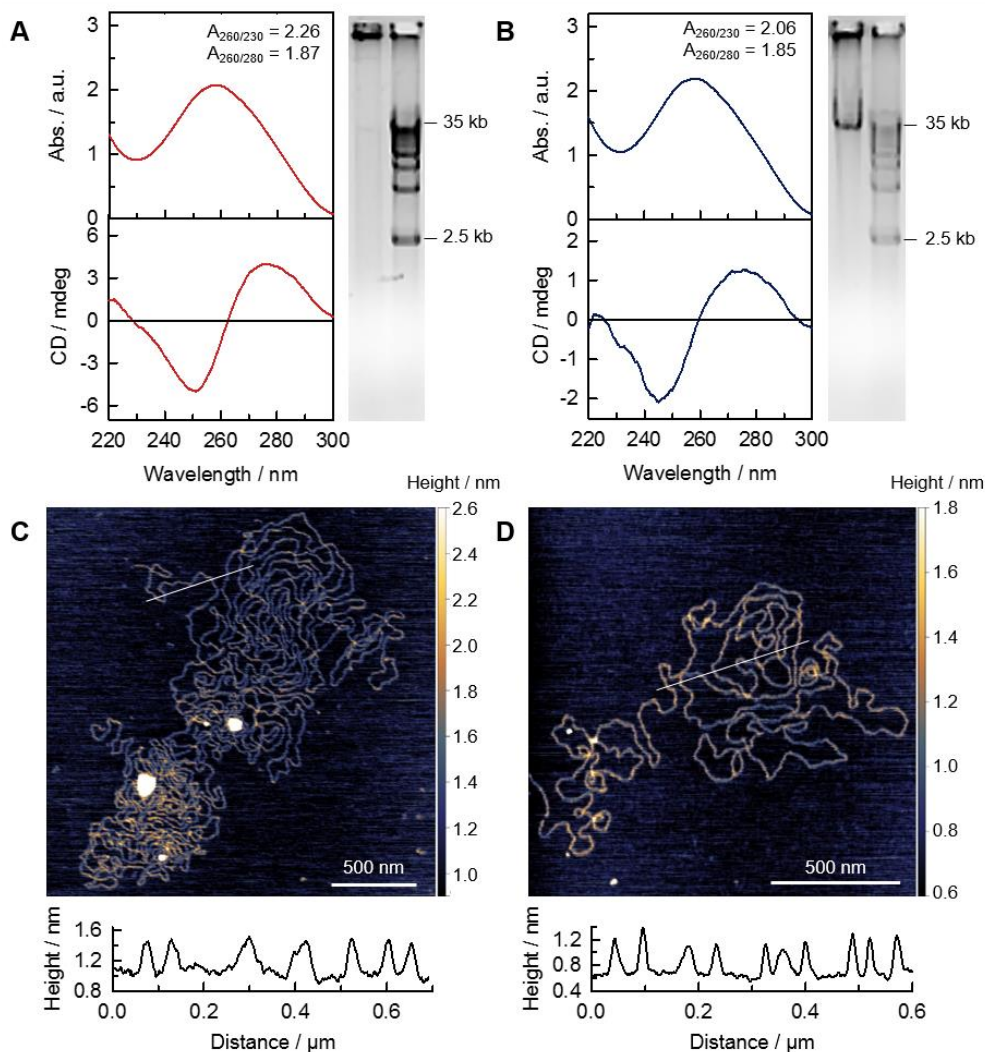 A
A260/230 = 2.26
A260/280 = 1.87
Abs. / a.u.
3
2
1
0
CD / mdeg
6
3
0
-3
-6
220 240 260 280 300
Wavelength / nm
35 kb
2.5 kb
B
A260/230 = 2.06
A260/280 = 1.85
Abs. / a.u.
3
2
1
0
CD / mdeg
2
1
0
-1
-2
220 240 260 280 300
Wavelength / nm
35 kb
2.5 kb
C
Height / nm
2.6
2.4
2.2
2.0
1.8
1.6
1.4
1.2
1.0
500 nm
Height / nm
1.6
1.2
0.8
0.0 0.2 0.4 0.6
Distance / µm
D
Height / nm
1.8
1.6
1.4
1.2
1.0
0.8
0.6
500 nm
Height / nm
1.2
0.8
0.4
0.0 0.2 0.4 0.6
Distance / µm